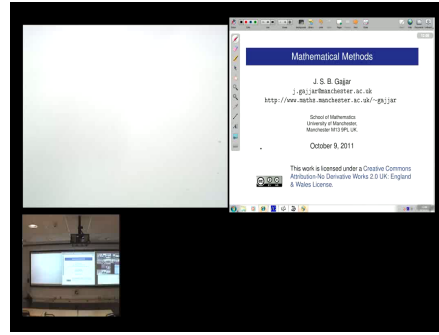 Mathematical Methods
J. S. B. Gajjar
j.gajjar@manchester.ac.uk
http://www.maths.manchester.ac.uk/~gajjar
School of Mathematics
University of Manchester,
Manchester M13 9PL UK.
October 9, 2011
This work is licensed under a Creative Commons
Attribution-No Derivative Works 2.0 UK: England
& Wales License.